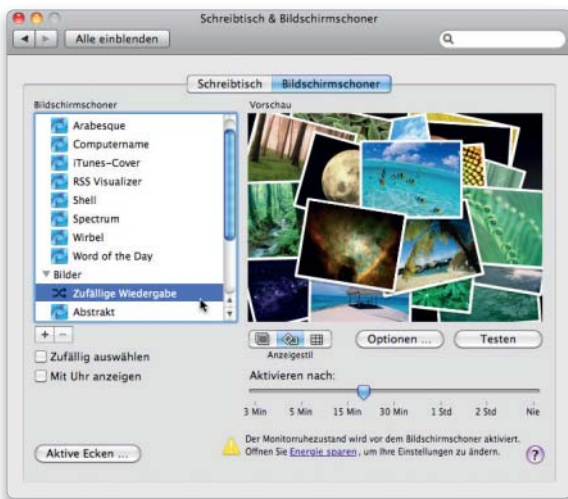 Schreibtisch & Bildschirmschoner
Alle einblenden
Schreibtisch Bildschirmschoner
Bildschirmschoner
Arabesque
Computername
iTunes-Cover
RSS Visualizer
Shell
Spectrum
Wirbel
Word of the Day
Bilder
Zufällige Wiedergabe
Abstrakt
+ −
Zufällig auswählen
Mit Uhr anzeigen
Vorschau
Anzeigestil
Optionen ...
Testen
Aktivieren nach:
3 Min 5 Min 15 Min 30 Min 1 Std 2 Std Nie
Aktive Ecken ...
Der Monitorruhezustand wird vor dem Bildschirmschoner aktiviert.
Öffnen Sie Energie sparen, um Ihre Einstellungen zu ändern.
?